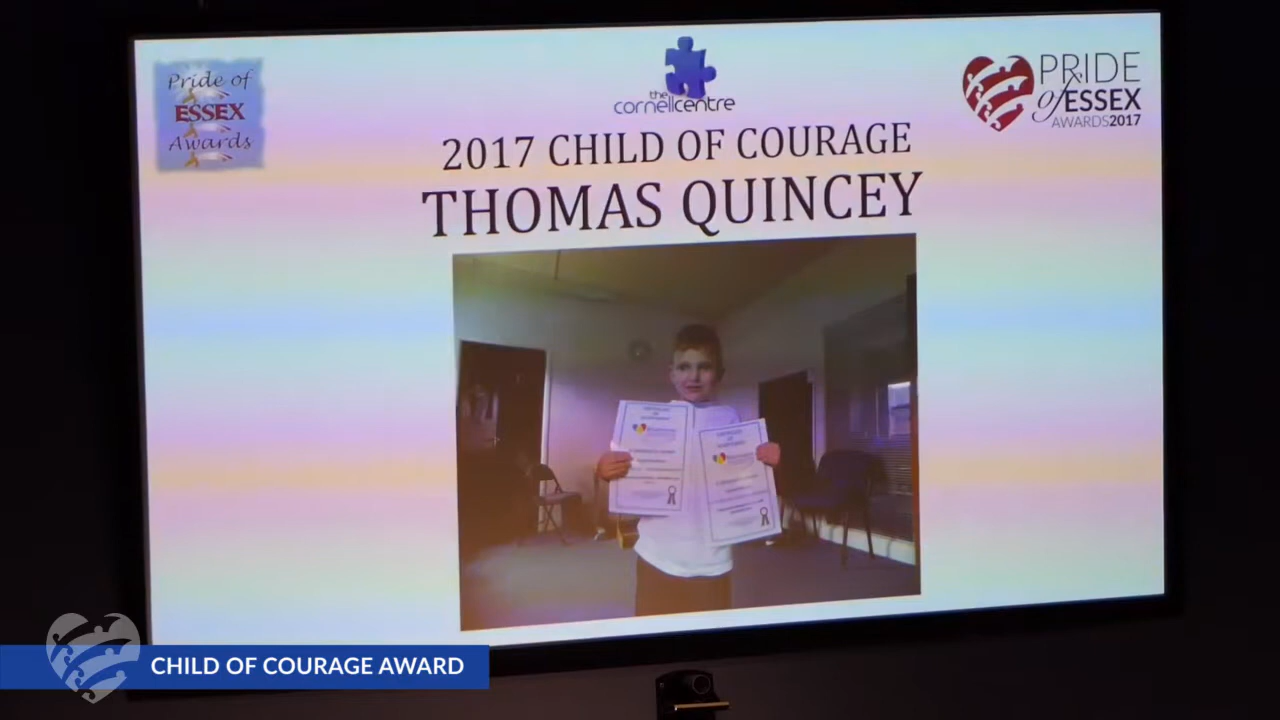 Pride of
ESSEX
Awards
the
cornellcentre
PRIDE
of ESSEX
AWARDS2017
2017 CHILD OF COURAGE
THOMAS QUINCEY
CHILD OF COURAGE AWARD